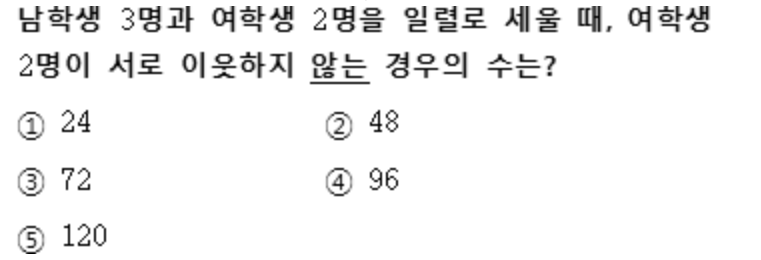 남학생 3명과 여학생 2명을 일렬로 세울 때, 여학생
2명이 서로 이웃하지 않는 경우의 수는?
① 24 ② 48
③ 72 ④ 96
⑤ 120